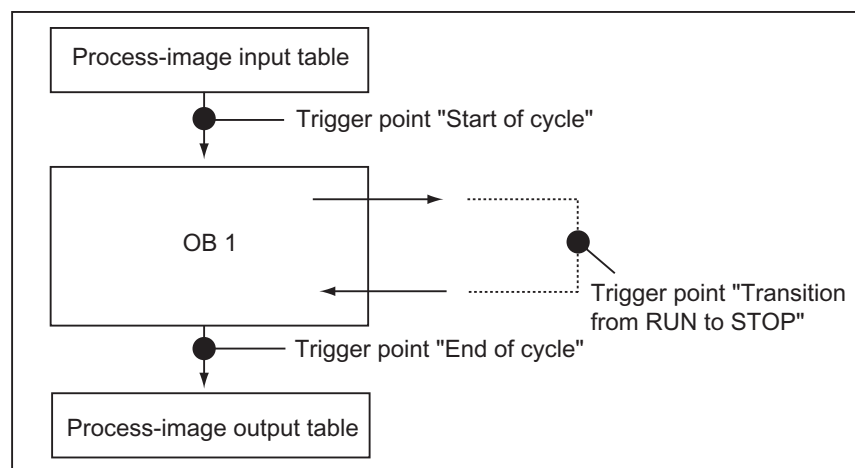 Process-image input table
Trigger point "Start of cycle"
OB 1
Trigger point "Transition
from RUN to STOP"
Trigger point "End of cycle"
Process-image output table